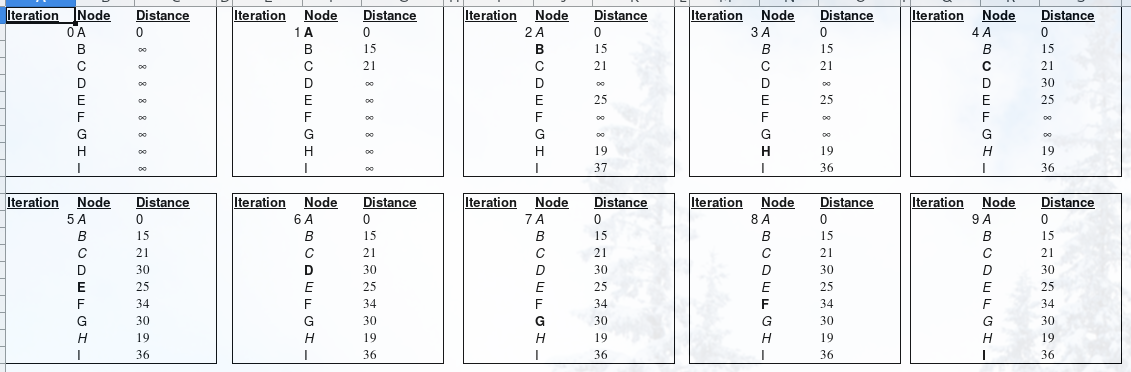 Iteration Node Distance Iteration Node Distance Iteration Node Distance Iteration Node Distance Iteration Node Distance
0 A 0 1 A 0 2 A 0 3 A 0 4 A 0
B ∞ B 15 B 15 B 15 B 15
C ∞ C 21 C 21 C 21 C 21
D ∞ D ∞ D ∞ D ∞ D 30
E ∞ E ∞ E 25 E 25 E 25
F ∞ F ∞ F ∞ F ∞ F ∞
G ∞ G ∞ G ∞ G ∞ G ∞
H ∞ H ∞ H 19 H 19 H 19
I ∞ I ∞ I 37 I 36 I 36
Iteration Node Distance Iteration Node Distance Iteration Node Distance Iteration Node Distance Iteration Node Distance
5 A 0 6 A 0 7 A 0 8 A 0 9 A 0
B 15 B 15 B 15 B 15 B 15
C 21 C 21 C 21 C 21 C 21
D 30 D 30 D 30 D 30 D 30
E 25 E 25 E 25 E 25 E 25
F 34 F 34 F 34 F 34 F 34
G 30 G 30 G 30 G 30 G 30
H 19 H 19 H 19 H 19 H 19
I 36 I 36 I 36 I 36 I 36